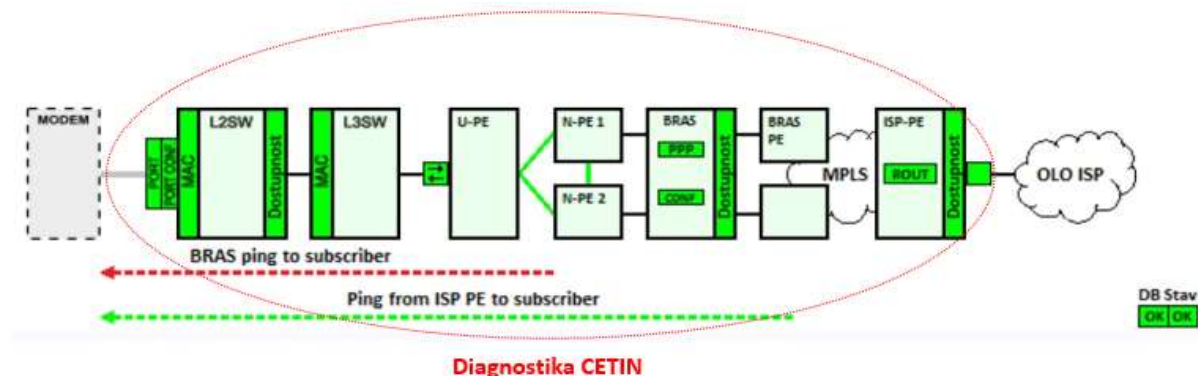 MODEM
PORT
PORT CONF
MAC
L2SW
Dostupnost
MAC
L3SW
U-PE
N-PE 1
N-PE 2
BRAS
PPP
CONF
Dostupnost
BRAS
PE
MPLS
ISP-PE
ROUT
Dostupnost
OLO ISP
BRAS ping to subscriber
Ping from ISP PE to subscriber
DB Stav
OK OK
Diagnostika CETIN